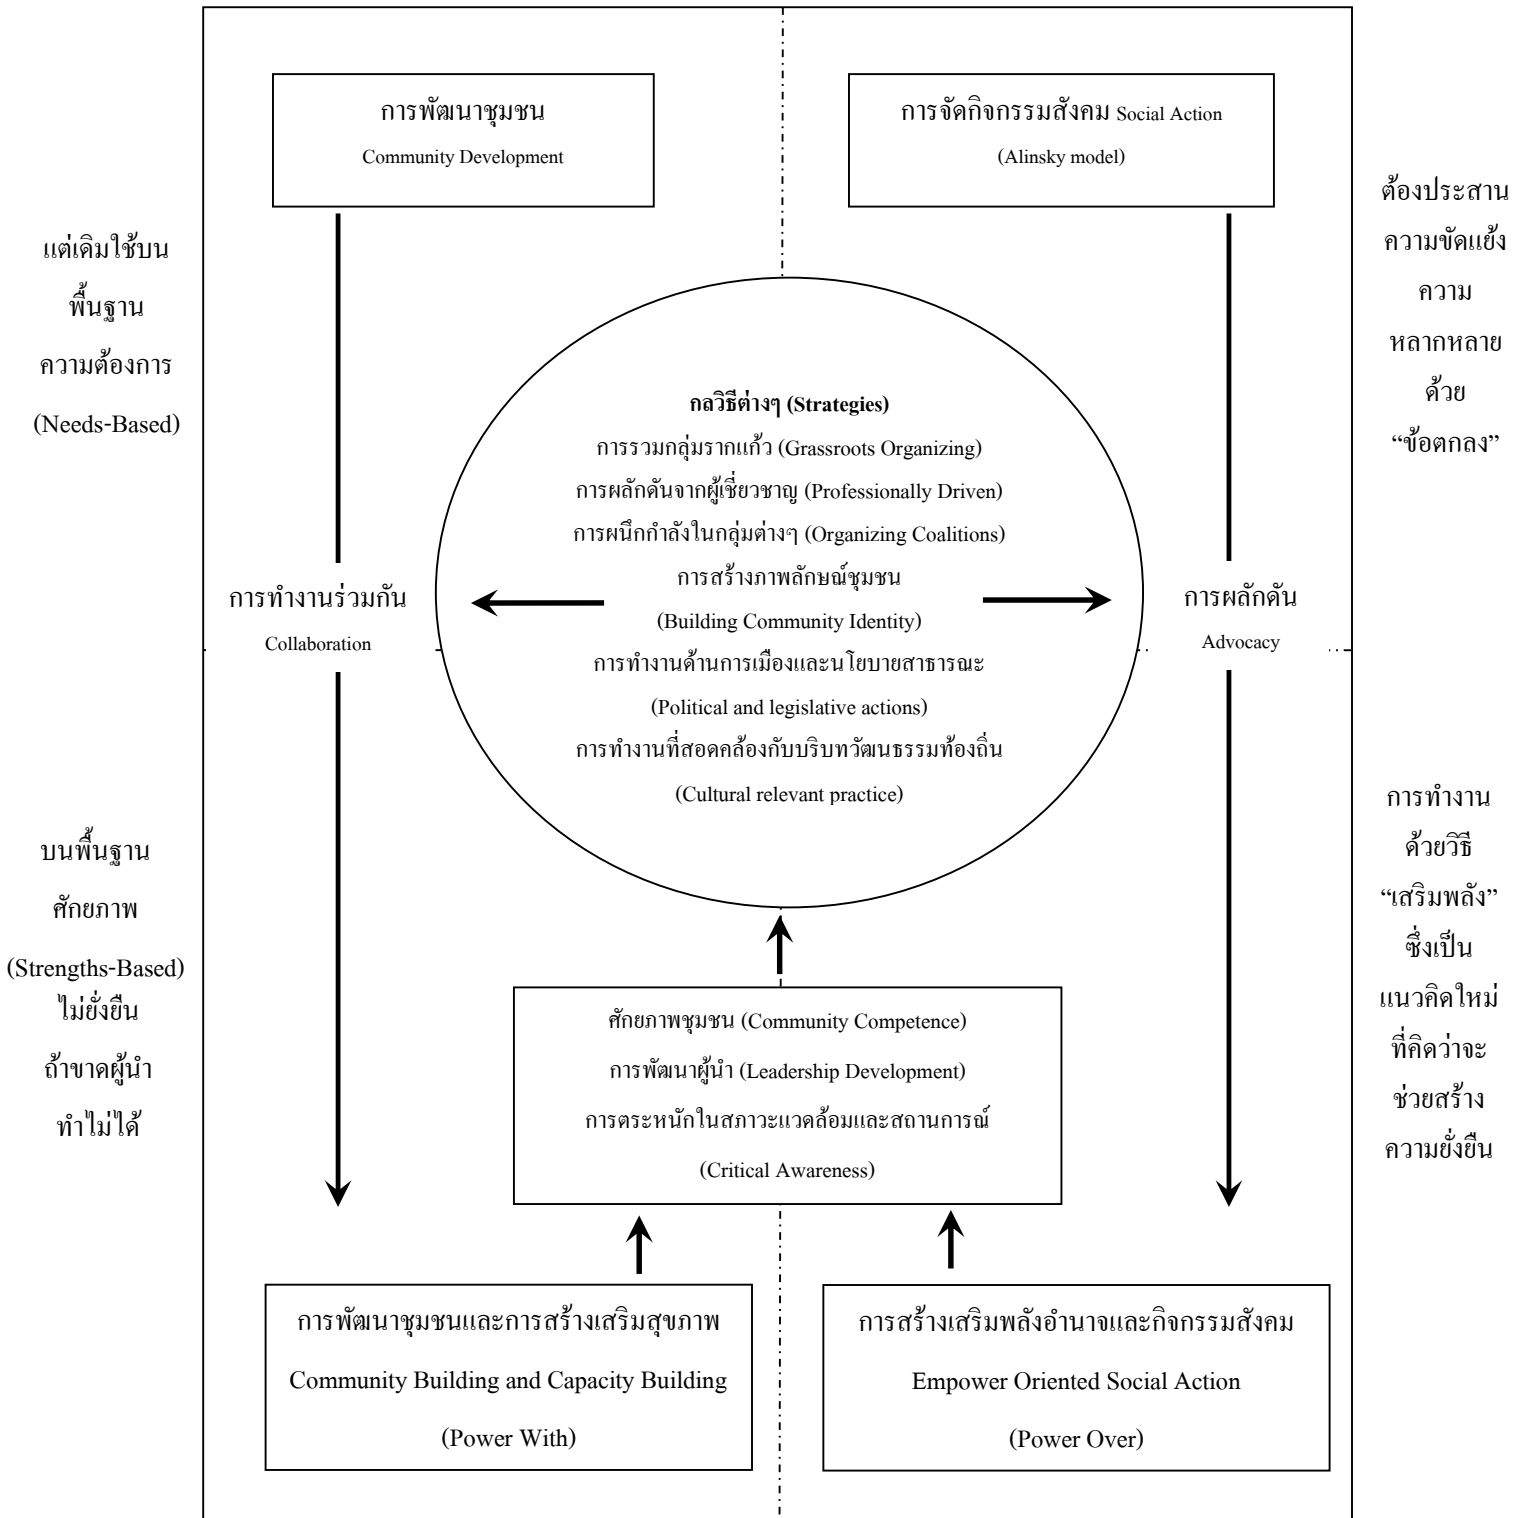 การพัฒนาชุมชน
Community Development
การจัดกิจกรรมสังคม Social Action
(Alinsky model)
แต่เดิมใช้บน
พื้นฐาน
ความต้องการ
(Needs-Based)
ต้องประสาน
ความขัดแย้ง
ความ
หลากหลาย
ด้วย
“ข้อตกลง”
กลวิธีต่างๆ (Strategies)
การรวมกลุ่มรากแก้ว (Grassroots Organizing)
การผลักดันจากผู้เชี่ยวชาญ (Professionally Driven)
การผนึกกำลังในกลุ่มต่างๆ (Organizing Coalitions)
การสร้างภาพลักษณ์ชุมชน
(Building Community Identity)
การทำงานด้านการเมืองและนโยบายสาธารณะ
(Political and legislative actions)
การทำงานที่สอดคล้องกับบริบทวัฒนธรรมท้องถิ่น
(Cultural relevant practice)
การทำงานร่วมกัน
Collaboration
การผลักดัน
Advocacy
บนพื้นฐาน
ศักยภาพ
(Strengths-Based)
ไม่ยั่งยืน
ถ้าขาดผู้นำ
ทำไม่ได้
การทำงาน
ด้วยวิธี
“เสริมพลัง”
ซึ่งเป็น
แนวคิดใหม่
ที่คิดว่าจะ
ช่วยสร้าง
ความยั่งยืน
ศักยภาพชุมชน (Community Competence)
การพัฒนาผู้นำ (Leadership Development)
การตระหนักในสภาวะแวดล้อมและสถานการณ์
(Critical Awareness)
การพัฒนาชุมชนและการสร้างเสริมสุขภาพ
Community Building and Capacity Building
(Power With)
การสร้างเสริมพลังอำนาจและกิจกรรมสังคม
Empower Oriented Social Action
(Power Over)